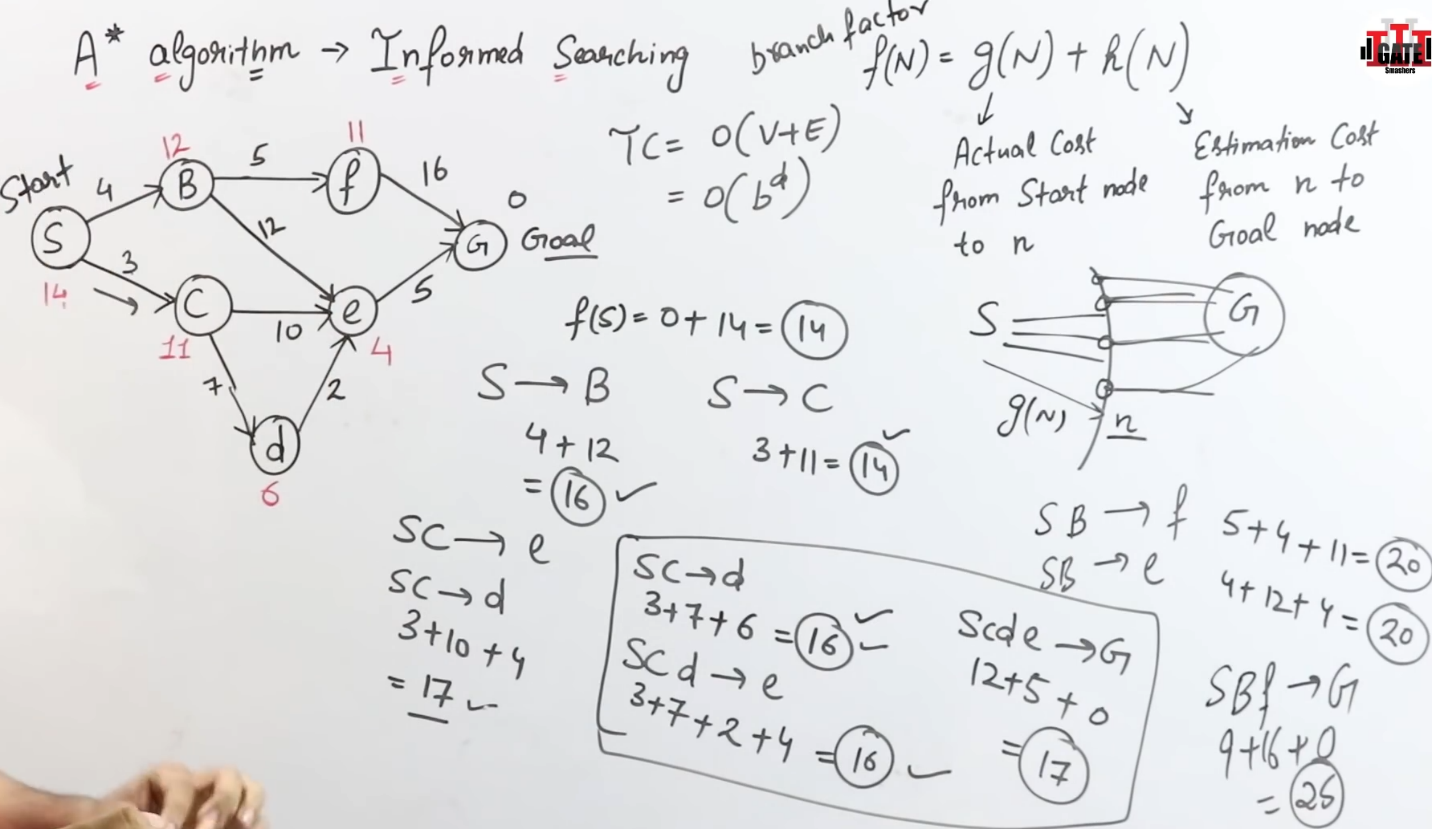 A* algorithm → Informed Searching
branch factor
f(N) = g(N) + h(N)
GATE
Smashers
TC = O(V+E)
= O(b^d)
Actual Cost
from Start node
to n
Estimation Cost
from n to
Goal node
Start
S
14
4
12
B
5
11
f
16
0
G Goal
12
3
C
11
10
e
4
5
7
2
d
6
f(S) = 0 + 14 = 14
S → B
4 + 12
= 16 ✓
S → C
3 + 11 = 14 ✓
S
G
g(N)
n
SC → e
SC → d
3 + 10 + 4
= 17 ✓
SC → d
3 + 7 + 6 = 16 ✓
SCd → e
3 + 7 + 2 + 4 = 16 ✓
Scde → G
12 + 5 + 0
= 17
SB → f 5 + 4 + 11 = 20
SB → e 4 + 12 + 4 = 20
SBf → G
9 + 16 + 0
= 25